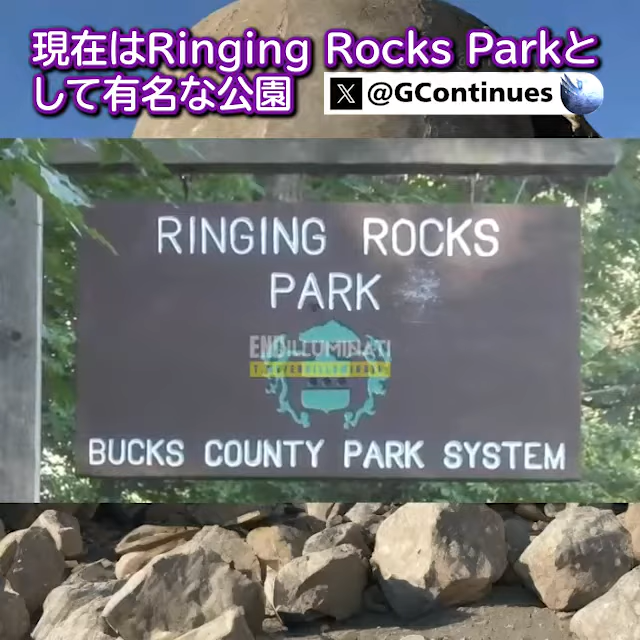 現在はRinging Rocks Parkと
して有名な公園
X @GContinues
RINGING ROCKS
PARK
ENDILLUMINATI
BUCKS COUNTY PARK SYSTEM